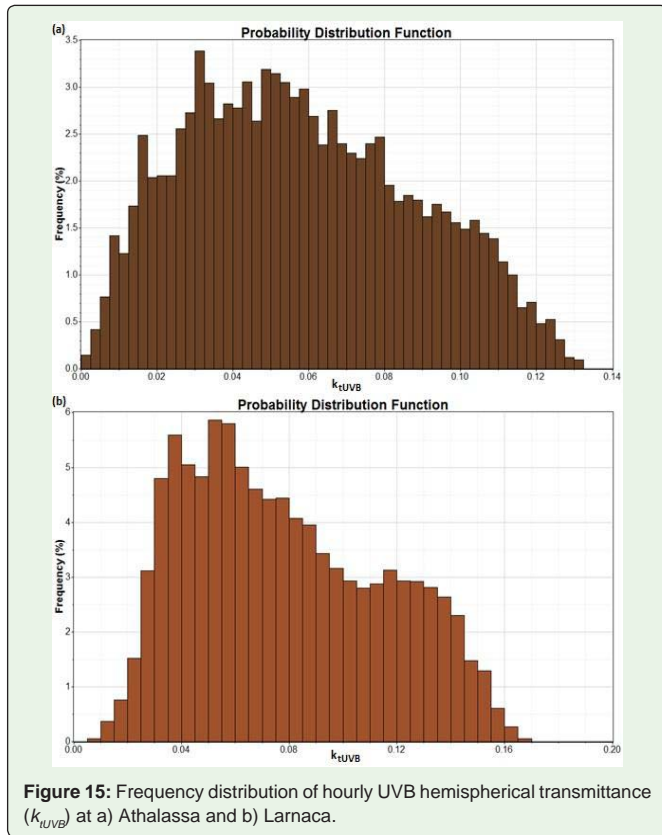 (a)
Probability Distribution Function
3.5
3.0
2.5
2.0
1.5
1.0
0.5
0.0
Frequency (%)
0.00 0.02 0.04 0.06 0.08 0.10 0.12 0.14
ktUVB
(b)
Probability Distribution Function
6
5
4
3
2
1
0
Frequency (%)
0.00 0.04 0.08 0.12 0.16 0.20
ktUVB
Figure 15: Frequency distribution of hourly UVB hemispherical transmittance
(ktUVB) at a) Athalassa and b) Larnaca.